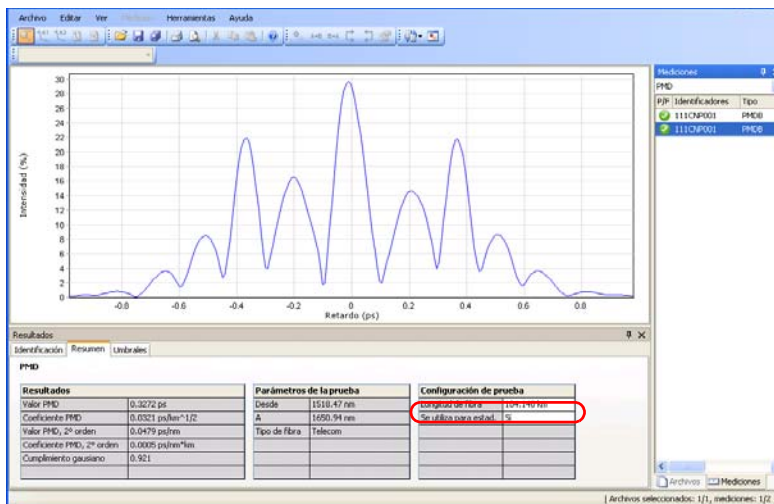 Archivo Editar Ver Herramientas Ayuda
Mediciones
PMD
P/F Identificadores Tipo
111CNP001 PMDB
111CNP001 PMDB
Intensidad (%)
30
28
26
24
22
20
18
16
14
12
10
8
6
4
2
0
-0.8 -0.6 -0.4 -0.2 0 0.2 0.4 0.6 0.8
Retardo (ps)
Resultados
Identificación Resumen Umbrales
PMD
Resultados
Valor PMD 0.3272 ps
Coeficiente PMD 0.0321 ps/km^1/2
Valor PMD, 2º orden 0.0479 ps/nm
Coeficiente PMD, 2º orden 0.0005 ps/nm*km
Cumplimiento gausiano 0.921
Parámetros de la prueba
Desde 1510.47 nm
A 1650.94 nm
Tipo de fibra Telecom
Configuración de prueba
Longitud de fibra 104.140 km
Se utiliza para estad. Sí
Archivos Mediciones
Archivos seleccionados: 1/1, mediciones: 1/2